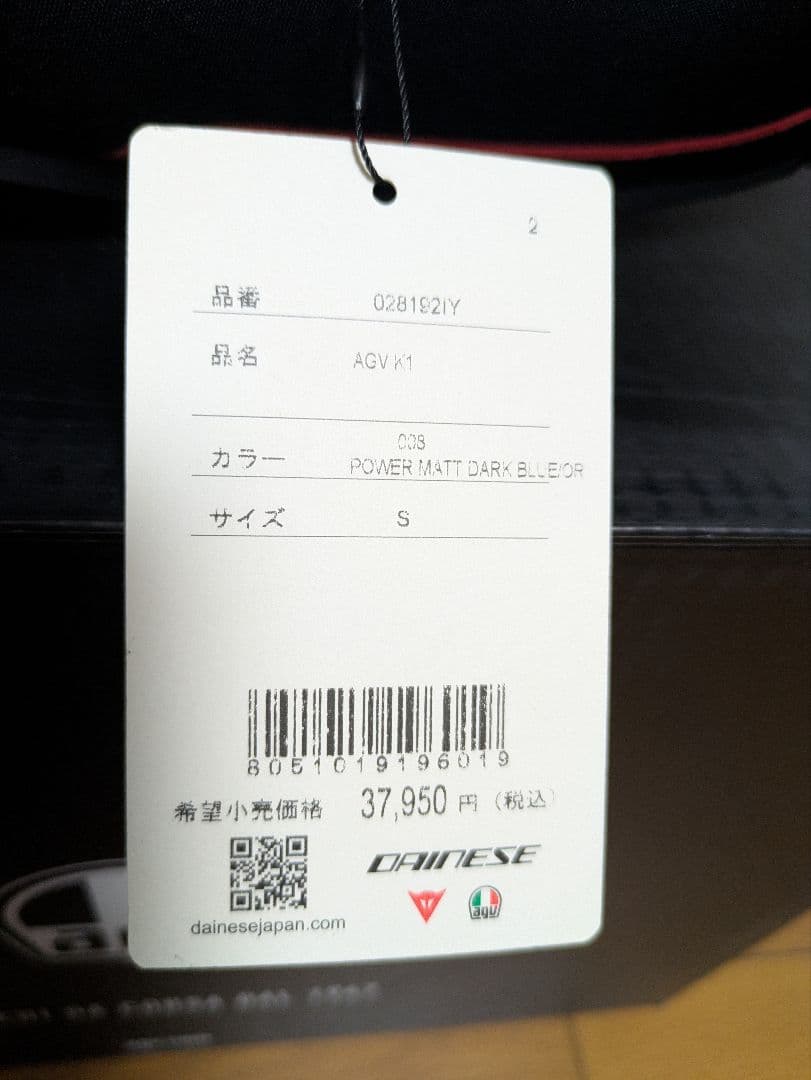 2
品番 028192IY
品名 AGV K1
008
カラー POWER MATT DARK BLUE/OR
サイズ S
8051019196019
希望小売価格 37,950 円 (税込)
DAINESE
agv
dainesejapan.com